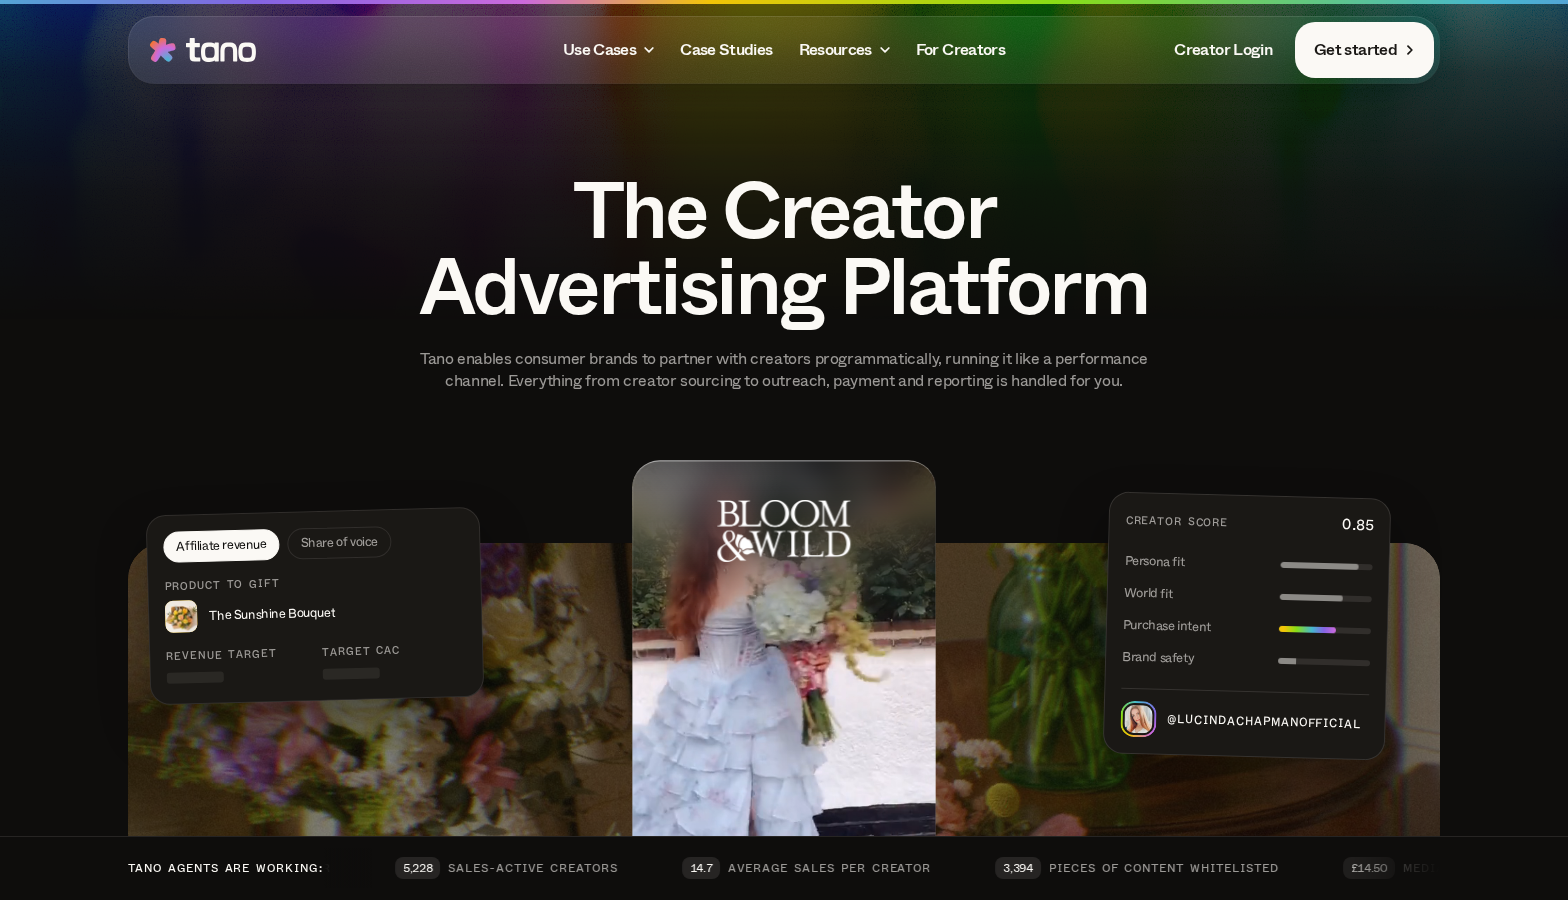 tano
Use Cases
Case Studies
Resources
For Creators
Creator Login
Get started
The Creator
Advertising Platform
Tano enables consumer brands to partner with creators programmatically, running it like a performance
channel. Everything from creator sourcing to outreach, payment and reporting is handled for you.
BLOOM
&WILD
Affiliate revenue
Share of voice
PRODUCT TO GIFT
The Sunshine Bouquet
REVENUE TARGET
TARGET CAC
CREATOR SCORE
0.85
Persona fit
World fit
Purchase intent
Brand safety
@LUCINDACHAPMANOFFICIAL
TANO AGENTS ARE WORKING:
5,228 SALES-ACTIVE CREATORS
14.7 AVERAGE SALES PER CREATOR
3,394 PIECES OF CONTENT WHITELISTED
£14.50